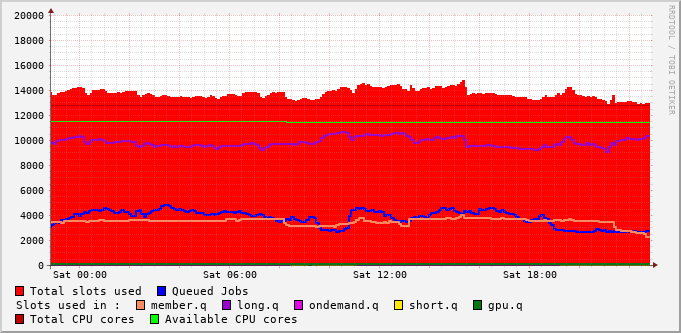 20000
18000
16000
14000
12000
10000
8000
6000
4000
2000
0
Sat 00:00 Sat 06:00 Sat 12:00 Sat 18:00
RRDTOOL / TOBI OETIKER
Total slots used Queued Jobs
Slots used in : member.q long.q ondemand.q short.q gpu.q
Total CPU cores Available CPU cores